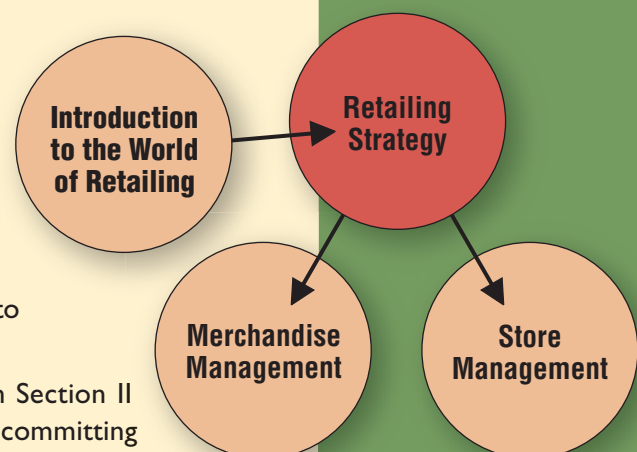 Introduction
to the World
of Retailing
Retailing
Strategy
to
Merchandise
Management
Store
Management
Section II
committing